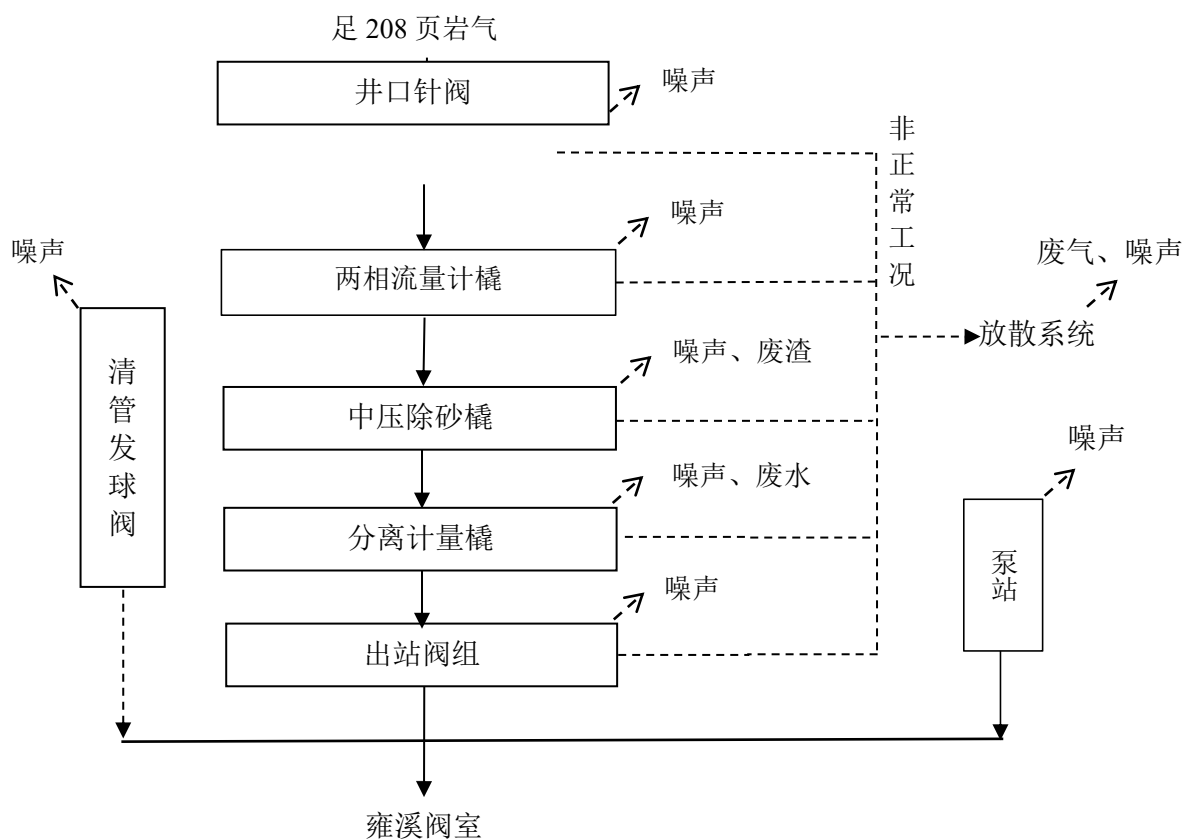 足 208 页岩气
井口针阀
噪声
非正常工况
噪声
噪声
两相流量计橇
废气、噪声
放散系统
清管发球阀
噪声、废渣
中压除砂橇
噪声
噪声、废水
分离计量橇
泵站
噪声
出站阀组
雍溪阀室